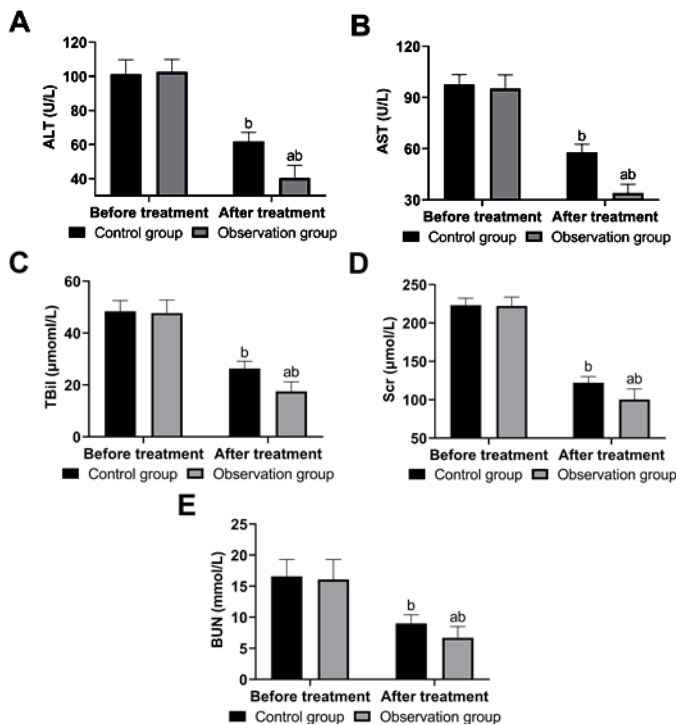 A
ALT (U/L)
120
100
80
60
40
b
ab
Before treatment After treatment
Control group Observation group
B
AST (U/L)
120
90
60
30
b
ab
Before treatment After treatment
Control group Observation group
C
TBil (μmoml/L)
60
40
20
0
b
ab
Before treatment After treatment
Control group Observation group
D
Scr (μmol/L)
250
200
150
100
50
b
ab
Before treatment After treatment
Control group Observation group
E
BUN (mmol/L)
25
20
15
10
5
0
b
ab
Before treatment After treatment
Control group Observation group